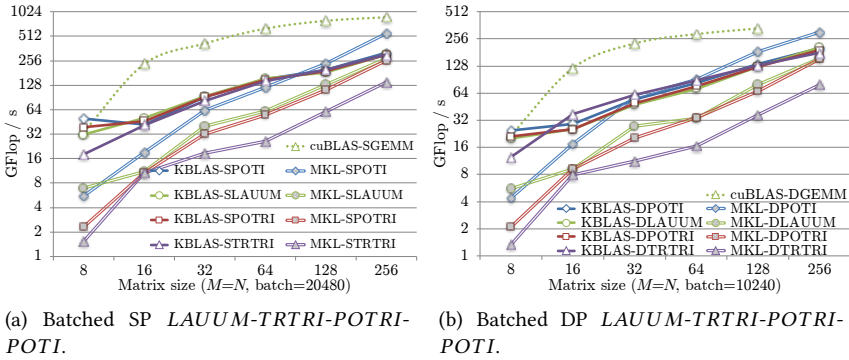 1024
512
256
128
64
32
16
8
4
2
1
GFlop / s
cuBLAS-SGEMM
KBLAS-SPOTI MKL-SPOTI
KBLAS-SLAUUM MKL-SLAUUM
KBLAS-SPOTRI MKL-SPOTRI
KBLAS-STRTRI MKL-STRTRI
8 16 32 64 128 256
Matrix size (M=N, batch=20480)
(a) Batched SP LAUUM-TRTRI-POTRI-
POTI.
512
256
128
64
32
16
8
4
2
1
GFlop / s
cuBLAS-DGEMM
KBLAS-DPOTI MKL-DPOTI
KBLAS-DLAUUM MKL-DLAUUM
KBLAS-DPOTRI MKL-DPOTRI
KBLAS-DTRTRI MKL-DTRTRI
8 16 32 64 128 256
Matrix size (M=N, batch=10240)
(b) Batched DP LAUUM-TRTRI-POTRI-
POTI.